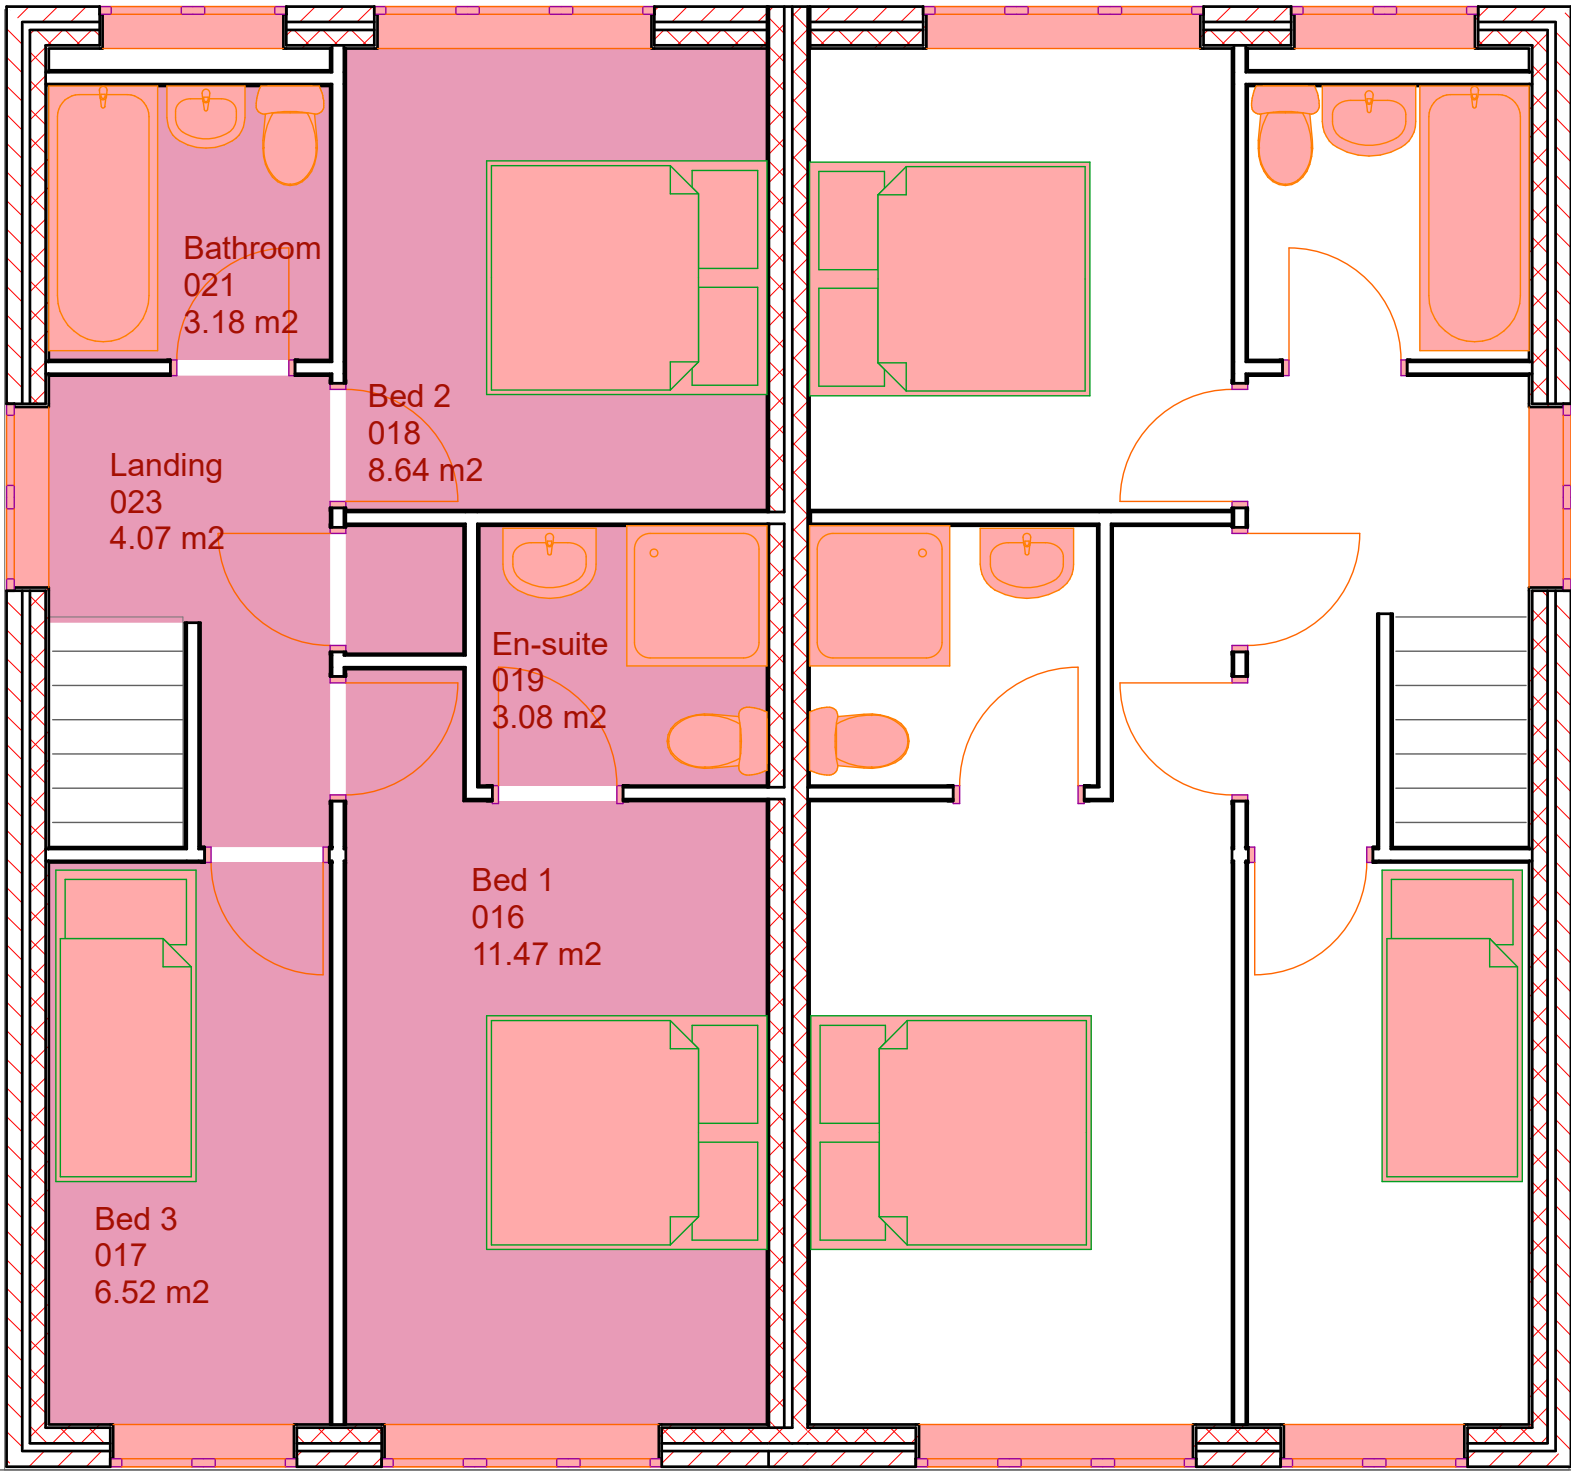 Bathroom
021
3.18 m2
Bed 2
018
8.64 m2
Landing
023
4.07 m2
En-suite
019
3.08 m2
Bed 1
016
11.47 m2
Bed 3
017
6.52 m2